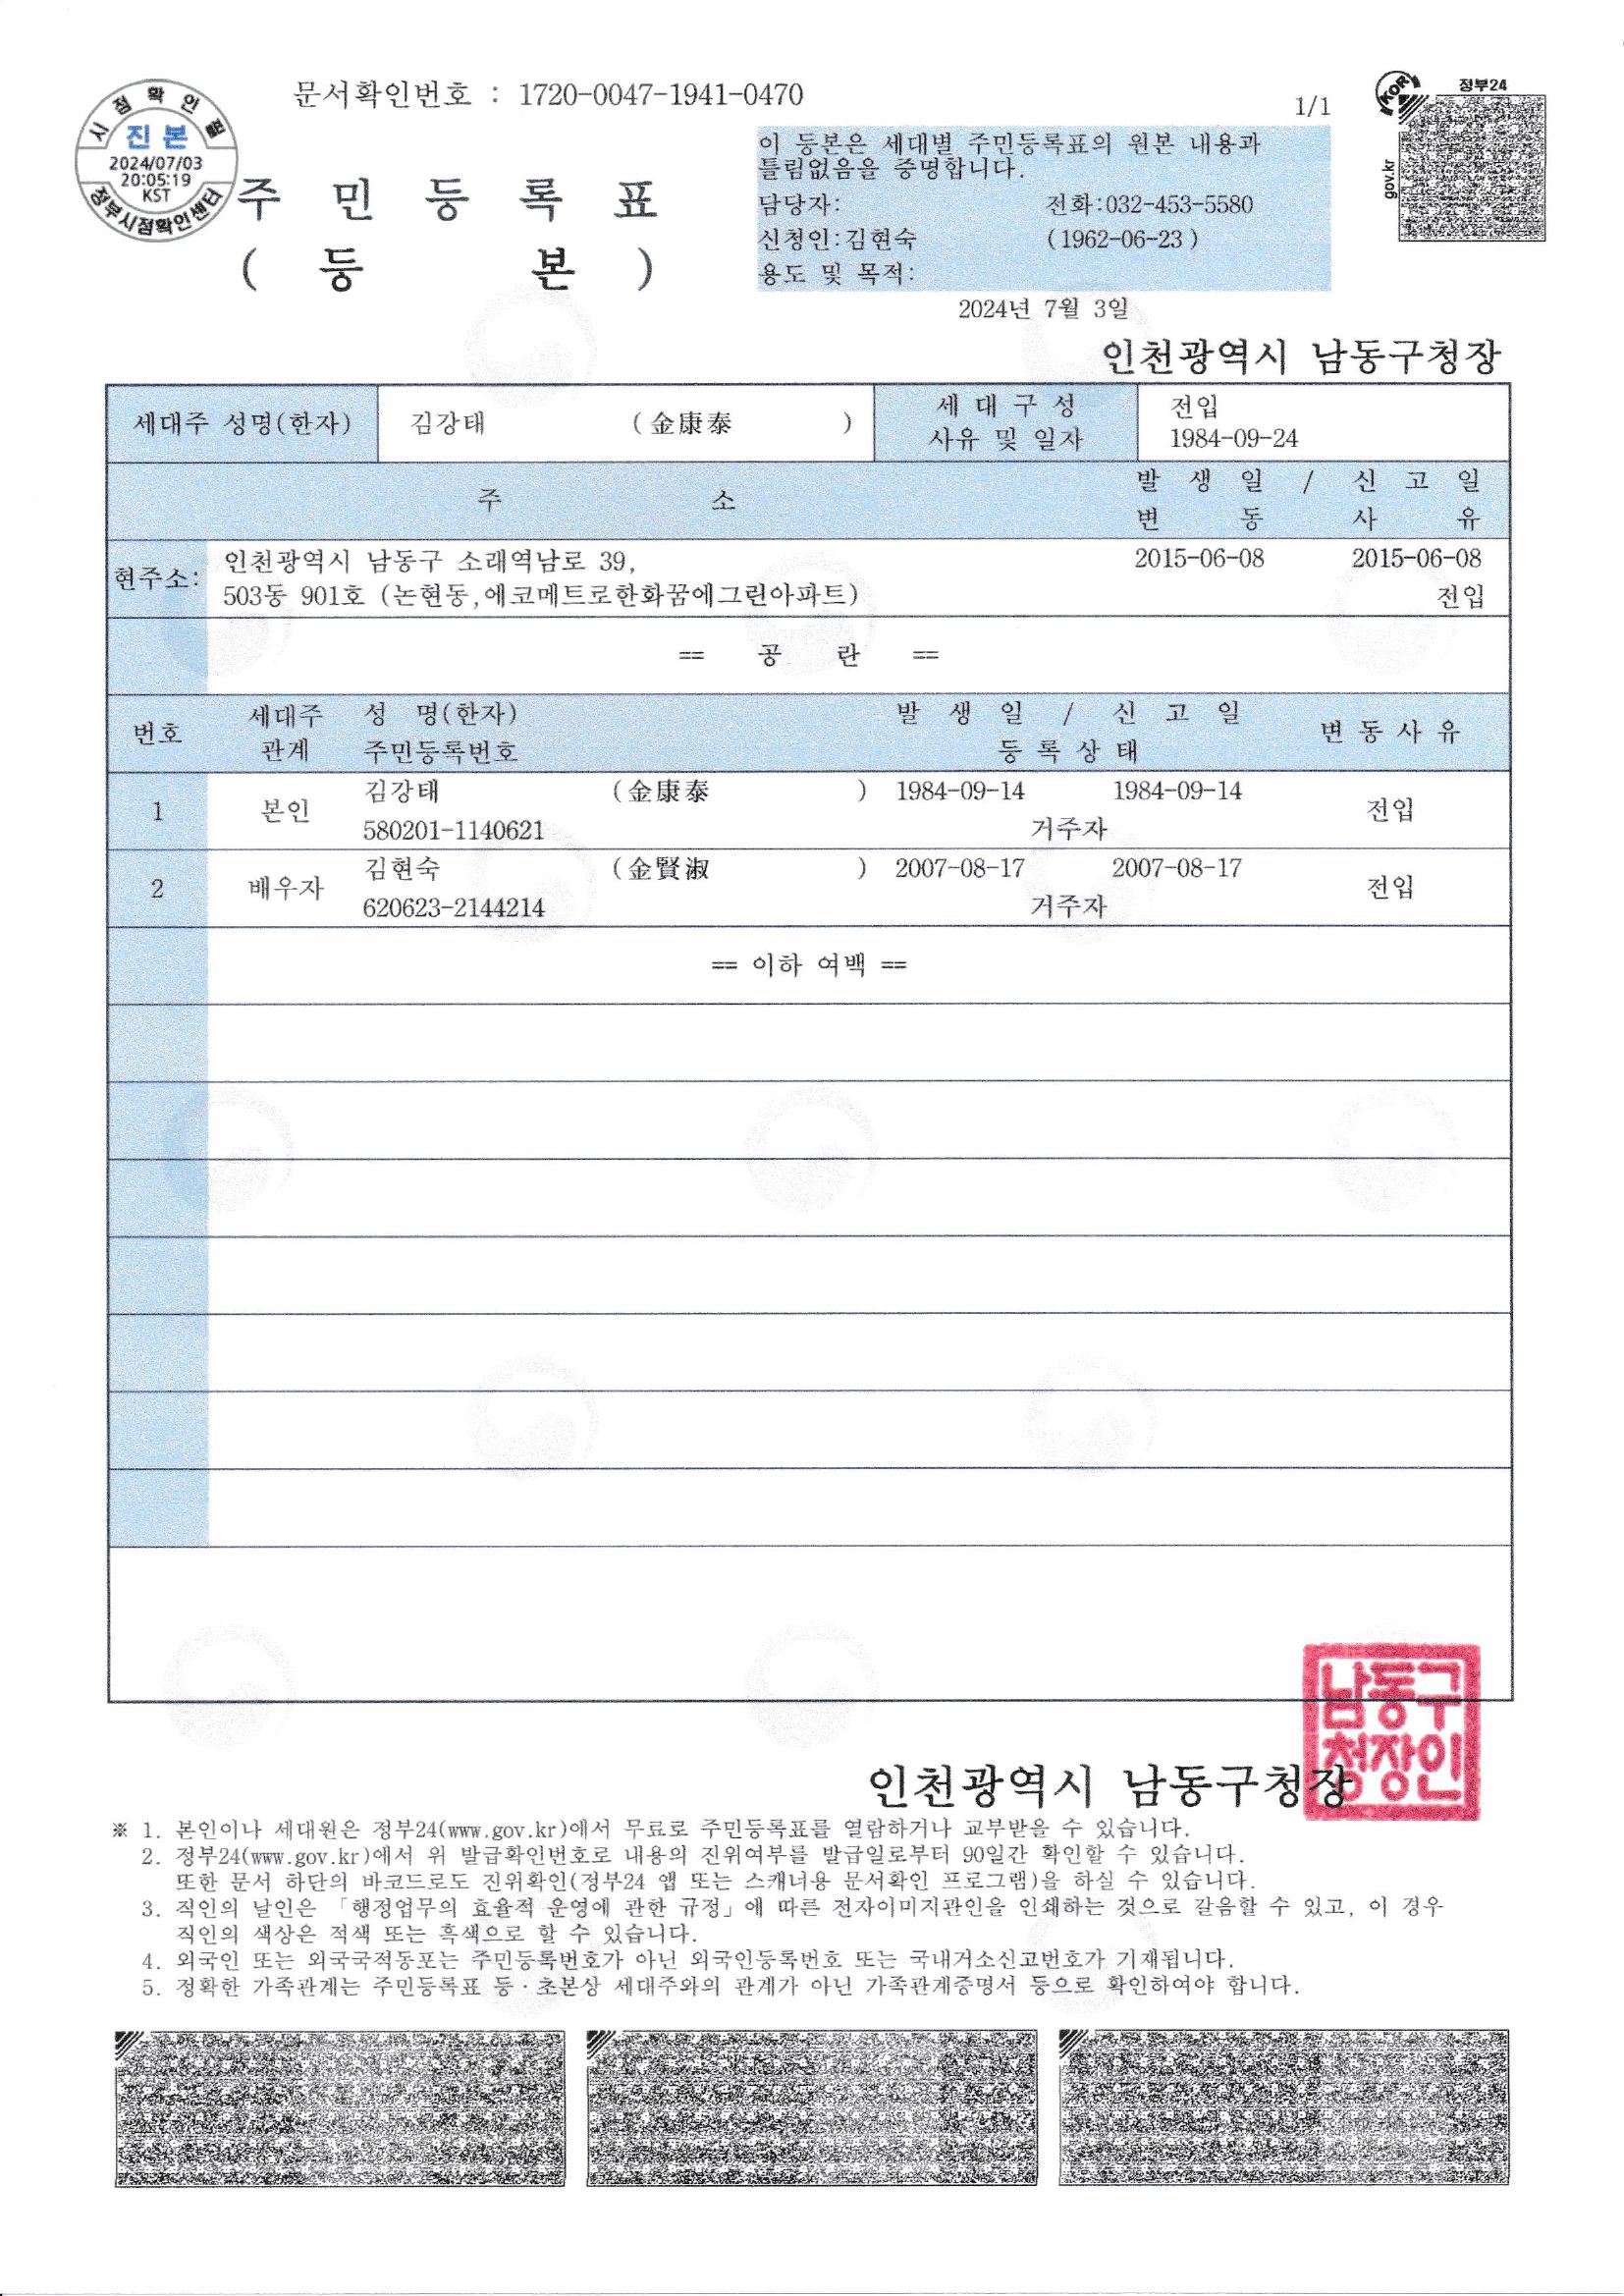 문서확인번호 : 1720-0047-1941-0470
1/1
정부24
gov.kr
KOR
시점확인필
진본
2024/07/03
20:05:19
KST
정부시점확인센터
주 민 등 록 표
( 등 본 )
이 등본은 세대별 주민등록표의 원본 내용과
틀림없음을 증명합니다.
담당자: 전화:032-453-5580
신청인:김현숙 (1962-06-23)
용도 및 목적:
2024년 7월 3일
인천광역시 남동구청장
세대주 성명(한자) 김강태 (金康泰 ) 세 대 구 성 전입
사유 및 일자 1984-09-24
주 소 발 생 일 / 신 고 일
변 동 사 유
현주소: 인천광역시 남동구 소래역남로 39, 2015-06-08 2015-06-08
503동 901호 (논현동,에코메트로한화꿈에그린아파트) 전입
== 공 란 ==
번호 세대주 성 명(한자) 발 생 일 / 신 고 일 변 동 사 유
관계 주민등록번호 등 록 상 태
1 본인 김강태 (金康泰 ) 1984-09-14 1984-09-14 전입
580201-1140621 거주자
2 배우자 김현숙 (金賢淑 ) 2007-08-17 2007-08-17 전입
620623-2144214 거주자
== 이하 여백 ==
남동구
청장인
인천광역시 남동구청장
※ 1. 본인이나 세대원은 정부24(www.gov.kr)에서 무료로 주민등록표를 열람하거나 교부받을 수 있습니다.
2. 정부24(www.gov.kr)에서 위 발급확인번호로 내용의 진위여부를 발급일로부터 90일간 확인할 수 있습니다.
또한 문서 하단의 바코드로도 진위확인(정부24 앱 또는 스캐너용 문서확인 프로그램)을 하실 수 있습니다.
3. 직인의 날인은 「행정업무의 효율적 운영에 관한 규정」에 따른 전자이미지관인을 인쇄하는 것으로 갈음할 수 있고, 이 경우
직인의 색상은 적색 또는 흑색으로 할 수 있습니다.
4. 외국인 또는 외국국적동포는 주민등록번호가 아닌 외국인등록번호 또는 국내거소신고번호가 기재됩니다.
5. 정확한 가족관계는 주민등록표 등·초본상 세대주와의 관계가 아닌 가족관계증명서 등으로 확인하여야 합니다.